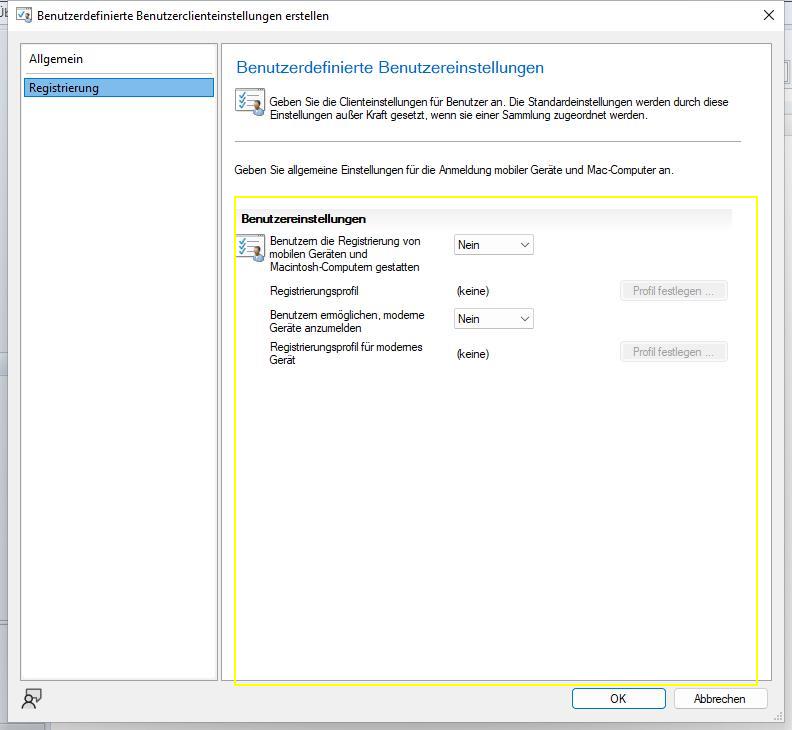 Benutzerdefinierte Benutzerclienteinstellungen erstellen
Allgemein
Registrierung
Benutzerdefinierte Benutzereinstellungen
Geben Sie die Clienteinstellungen für Benutzer an. Die Standardeinstellungen werden durch diese
Einstellungen außer Kraft gesetzt, wenn sie einer Sammlung zugeordnet werden.
Geben Sie allgemeine Einstellungen für die Anmeldung mobiler Geräte und Mac-Computer an.
Benutzereinstellungen
Benutzern die Registrierung von
mobilen Geräten und
Macintosh-Computern gestatten
Nein
Registrierungsprofil
(keine)
Profil festlegen ...
Benutzern ermöglichen, moderne
Geräte anzumelden
Nein
Registrierungsprofil für modernes
Gerät
(keine)
Profil festlegen ...
OK
Abbrechen